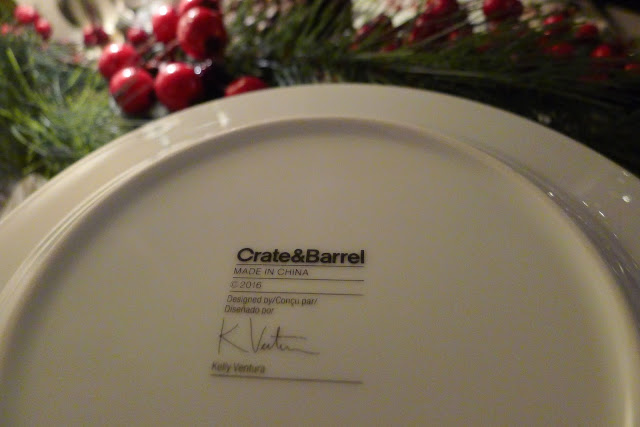 Crate&Barrel
MADE IN CHINA
© 2016
Designed by/Conçu par/
Diseñado por
K Ventura
Kelly Ventura